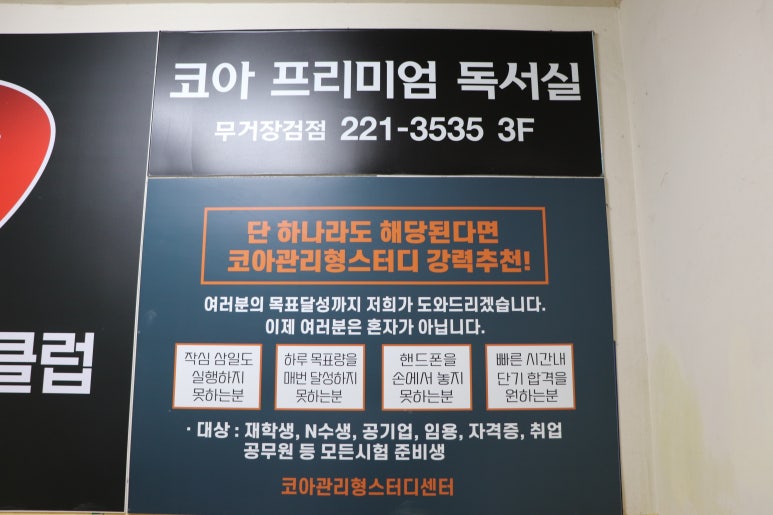 코아 프리미엄 독서실
무거장검점 221-3535 3F
단 하나라도 해당된다면
코아관리형스터디 강력추천!
여러분의 목표달성까지 저희가 도와드리겠습니다.
이제 여러분은 혼자가 아닙니다.
작심 삼일도
실행하지
못하는분
하루 목표량을
매번 달성하지
못하는분
핸드폰을
손에서 놓지
못하는분
빠른 시간내
단기 합격을
원하는분
· 대상 : 재학생, N수생, 공기업, 임용, 자격증, 취업
공무원 등 모든시험 준비생
코아관리형스터디센터
클럽